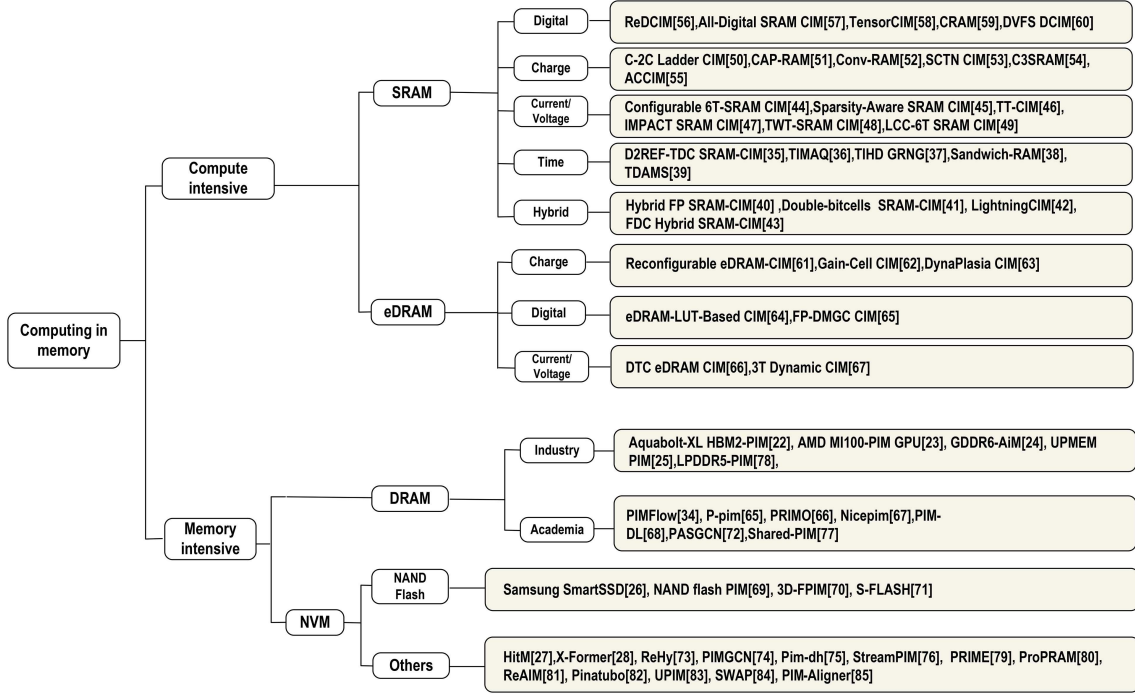 Computing in
memory
Compute
intensive
SRAM
Digital
ReDCIM[56],All-Digital SRAM CIM[57],TensorCIM[58],CRAM[59],DVFS DCIM[60]
Charge
C-2C Ladder CIM[50],CAP-RAM[51],Conv-RAM[52],SCTN CIM[53],C3SRAM[54],
ACCIM[55]
Current/
Voltage
Configurable 6T-SRAM CIM[44],Sparsity-Aware SRAM CIM[45],TT-CIM[46],
IMPACT SRAM CIM[47],TWT-SRAM CIM[48],LCC-6T SRAM CIM[49]
Time
D2REF-TDC SRAM-CIM[35],TIMAQ[36],TIHD GRNG[37],Sandwich-RAM[38],
TDAMS[39]
Hybrid
Hybrid FP SRAM-CIM[40] ,Double-bitcells SRAM-CIM[41], LightningCIM[42],
FDC Hybrid SRAM-CIM[43]
eDRAM
Charge
Reconfigurable eDRAM-CIM[61],Gain-Cell CIM[62],DynaPlasia CIM[63]
Digital
eDRAM-LUT-Based CIM[64],FP-DMGC CIM[65]
Current/
Voltage
DTC eDRAM CIM[66],3T Dynamic CIM[67]
Memory
intensive
DRAM
Industry
Aquabolt-XL HBM2-PIM[22], AMD MI100-PIM GPU[23], GDDR6-AiM[24], UPMEM
PIM[25],LPDDR5-PIM[78],
Academia
PIMFlow[34], P-pim[65], PRIMO[66], Nicepim[67],PIM-
DL[68],PASGCN[72],Shared-PIM[77]
NVM
NAND
Flash
Samsung SmartSSD[26], NAND flash PIM[69], 3D-FPIM[70], S-FLASH[71]
Others
HitM[27],X-Former[28], ReHy[73], PIMGCN[74], Pim-dh[75], StreamPIM[76], PRIME[79], ProPRAM[80],
ReAIM[81], Pinatubo[82], UPIM[83], SWAP[84], PIM-Aligner[85]